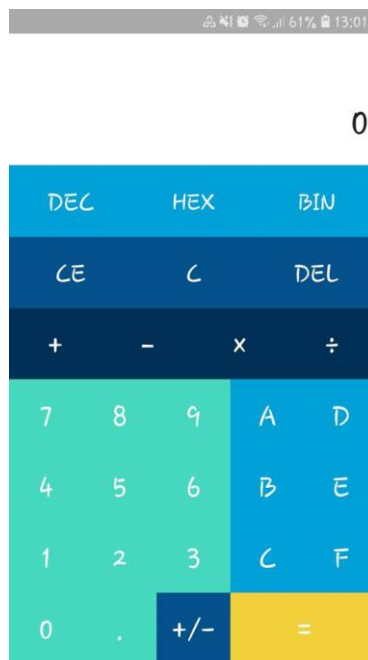 61% 13:01
0
DEC HEX BIN
CE C DEL
+ - × ÷
7 8 9 A D
4 5 6 B E
1 2 3 C F
0 . +/- =